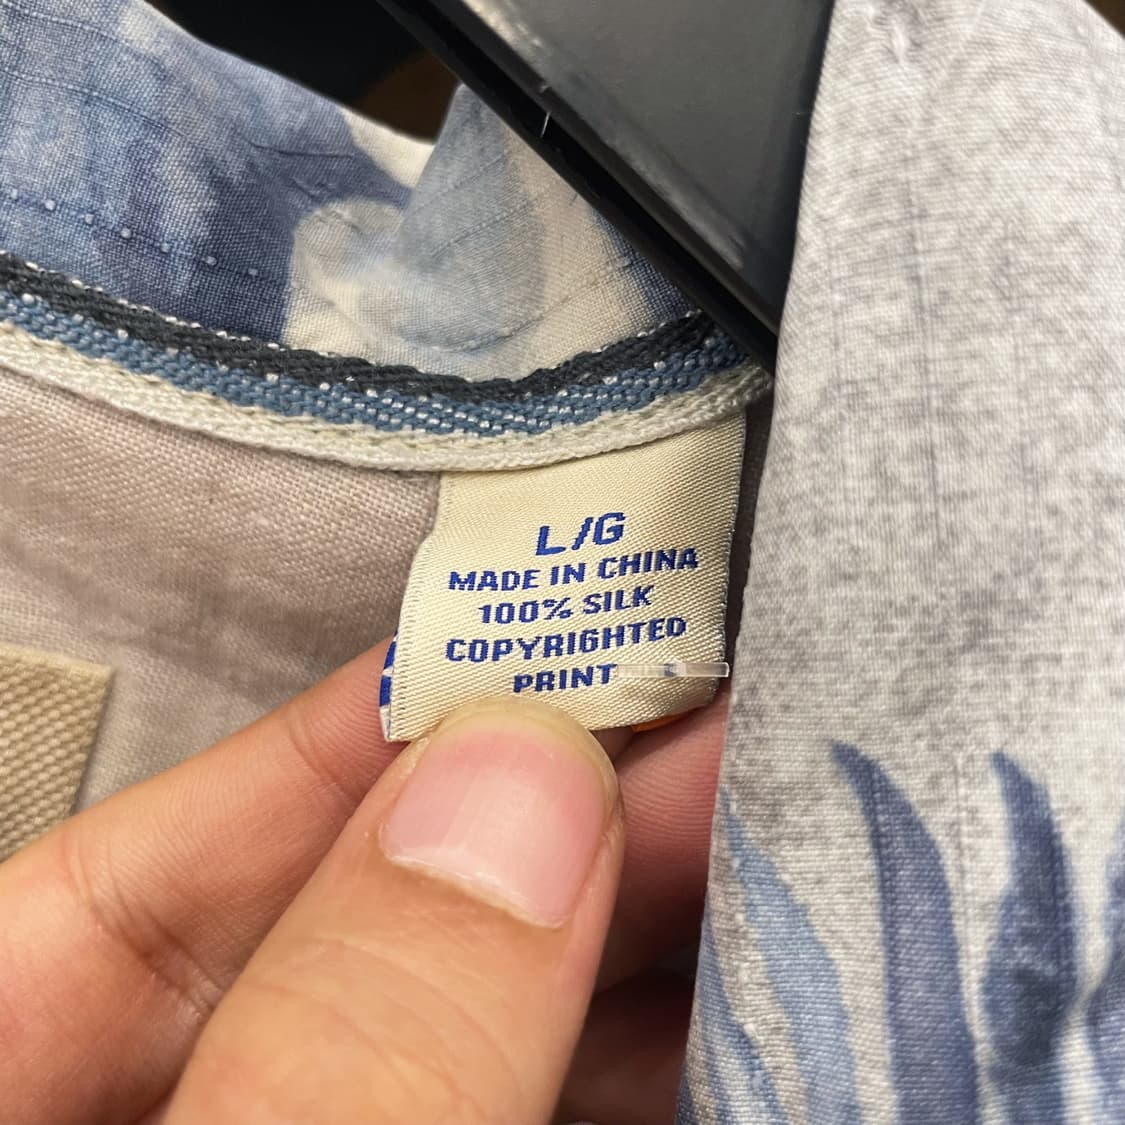 L/G
MADE IN CHINA
100% SILK
COPYRIGHTED
PRINT